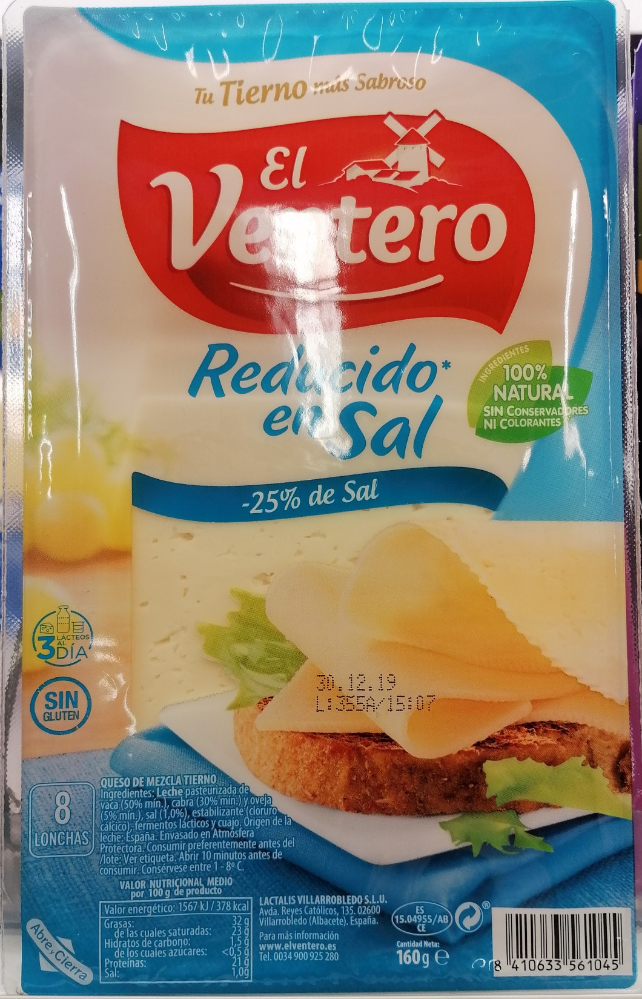 Tu Tierno más Sabroso
El
Ventero
Reducido*
en Sal
INGREDIENTES
100%
NATURAL
SIN CONSERVADORES
NI COLORANTES
-25% de Sal
3 LÁCTEOS
AL
DÍA
SIN
GLUTEN
30.12.19
L:355A/15:07
8
LONCHAS
QUESO DE MEZCLA TIERNO
Ingredientes: Leche pasteurizada de
vaca (50% mín.), cabra (30% mín.) y oveja
(5% mín.), sal (1,0%), estabilizante (cloruro
cálcico), fermentos lácticos y cuajo. Origen de la
leche: España. Envasado en Atmósfera
Protectora. Consumir preferentemente antes del
/lote: Ver etiqueta. Abrir 10 minutos antes de
consumir. Consérvese entre 1 - 8º C.
VALOR NUTRICIONAL MEDIO
por 100 g de producto
Valor energético: 1567 kJ / 378 kcal
Grasas: 32 g
de las cuales saturadas: 23 g
Hidratos de carbono: 1,5 g
de los cuales azúcares: <0,5 g
Proteínas: 21 g
Sal: 1,0g
Abre y Cierra
LACTALIS VILLARROBLEDO S.L.U.
Avda. Reyes Católicos, 135. 02600
Villarrobledo (Albacete). España.
Para más información
www.elventero.es
Tel. 0034 900 925 280
ES
15.04955/AB
CE
®
Cantidad Neta:
160 g e
8 410633 561045